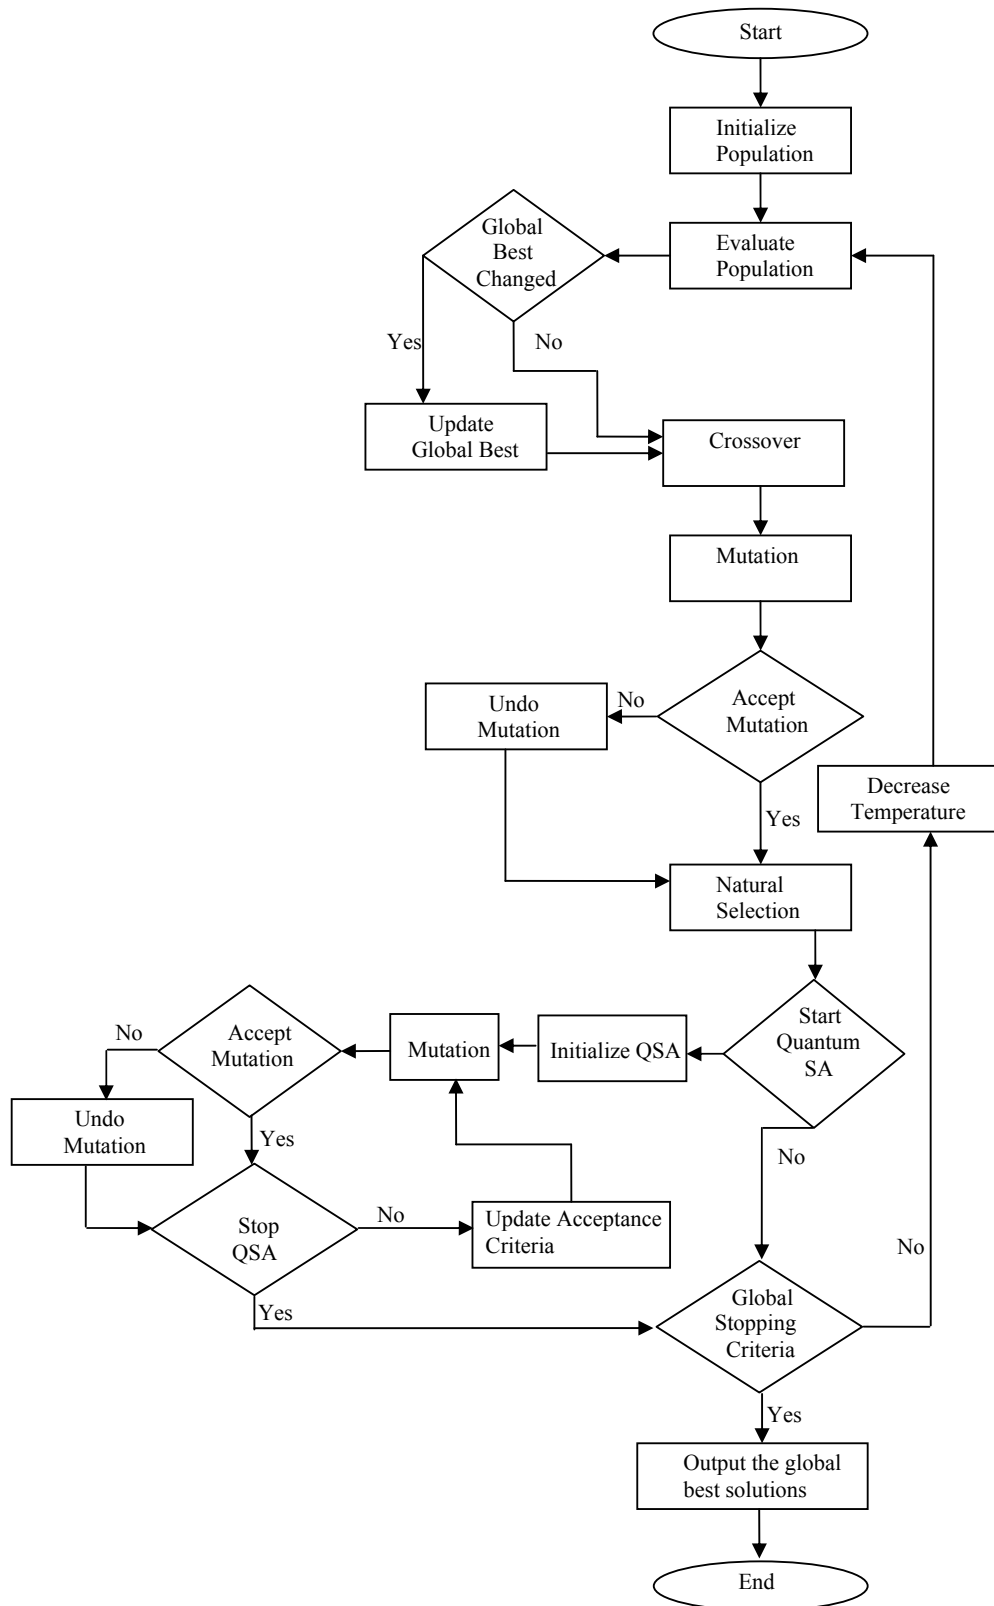 Start
Initialize
Population
Global
Best
Changed
Evaluate
Population
Yes
No
Update
Global Best
Crossover
Mutation
Undo
Mutation
No
Accept
Mutation
Decrease
Temperature
Yes
Natural
Selection
Start
Quantum
SA
Initialize QSA
Mutation
Accept
Mutation
No
Undo
Mutation
Yes
No
Stop
QSA
No
Update Acceptance
Criteria
No
Yes
Global
Stopping
Criteria
Yes
Output the global
best solutions
End